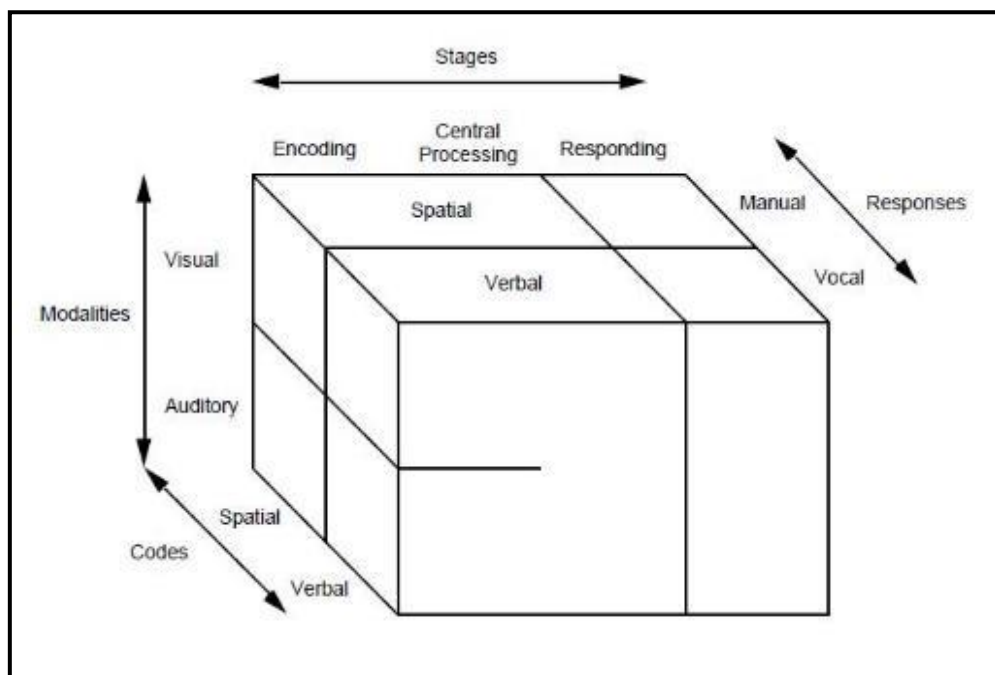 Stages
Encoding
Central
Processing
Responding
Manual
Responses
Spatial
Visual
Verbal
Vocal
Modalities
Auditory
Spatial
Codes
Verbal